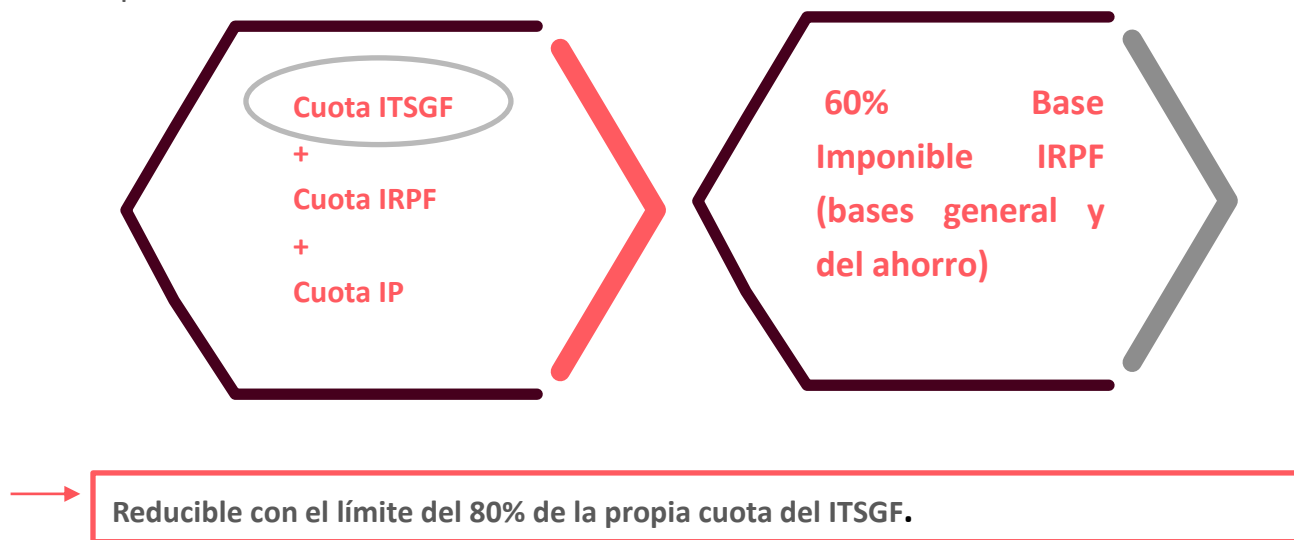 Cuota ITSGF
+
Cuota IRPF
+
Cuota IP
60% Base
Imponible IRPF
(bases general y
del ahorro)
Reducible con el límite del 80% de la propia cuota del ITSGF.